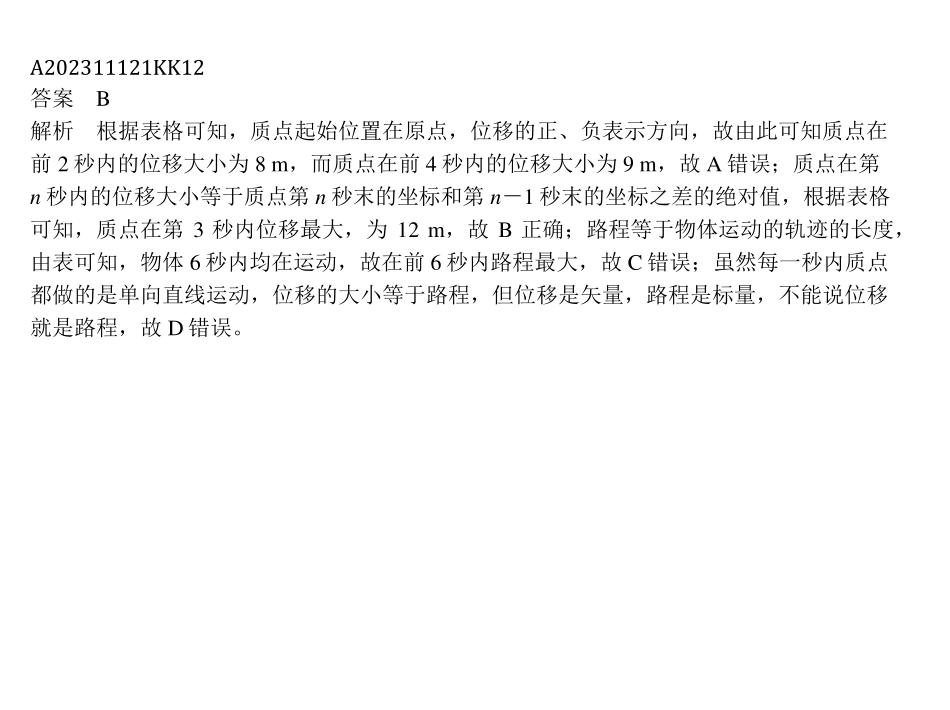 A202311121KK12
答案　B
解析　根据表格可知，质点起始位置在原点，位移的正、负表示方向，故由此可知质点在
前 2 秒内的位移大小为 8 m，而质点在前 4 秒内的位移大小为 9 m，故 A 错误；质点在第
n 秒内的位移大小等于质点第 n 秒末的坐标和第 n－1 秒末的坐标之差的绝对值，根据表格
可知，质点在第 3 秒内位移最大，为 12 m，故 B 正确；路程等于物体运动的轨迹的长度，
由表可知，物体 6 秒内均在运动，故在前 6 秒内路程最大，故 C 错误；虽然每一秒内质点
都做的是单向直线运动，位移的大小等于路程，但位移是矢量，路程是标量，不能说位移
就是路程，故 D 错误。